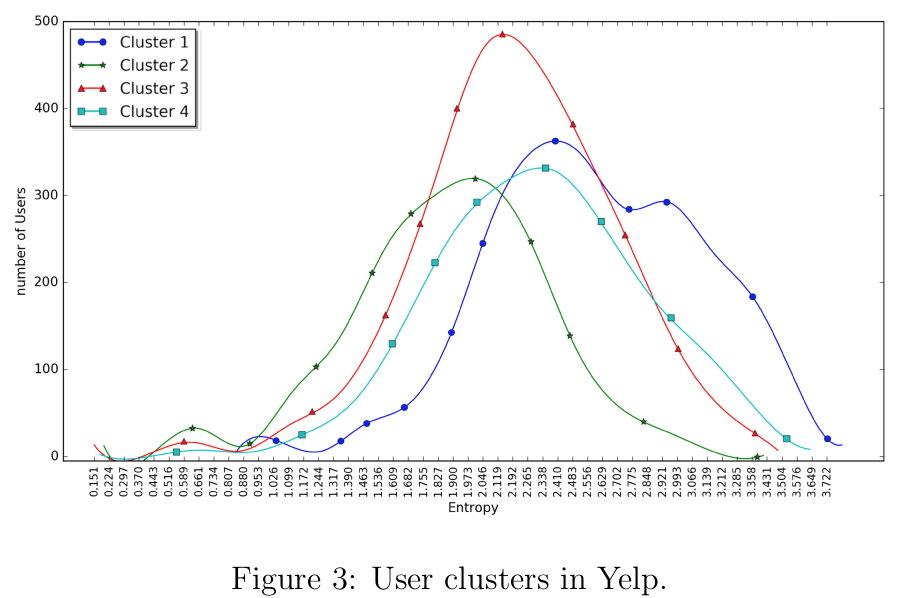 500
400
300
200
100
0
number of Users
Cluster 1
Cluster 2
Cluster 3
Cluster 4
0.151 0.224 0.297 0.370 0.443 0.516 0.589 0.661 0.734 0.807 0.880 0.953 1.026 1.099 1.172 1.244 1.317 1.390 1.463 1.536 1.609 1.682 1.755 1.827 1.900 1.973 2.046 2.119 2.192 2.265 2.338 2.410 2.483 2.556 2.629 2.702 2.775 2.848 2.921 2.993 3.066 3.139 3.212 3.285 3.358 3.431 3.504 3.576 3.649 3.722
Entropy
Figure 3: User clusters in Yelp.